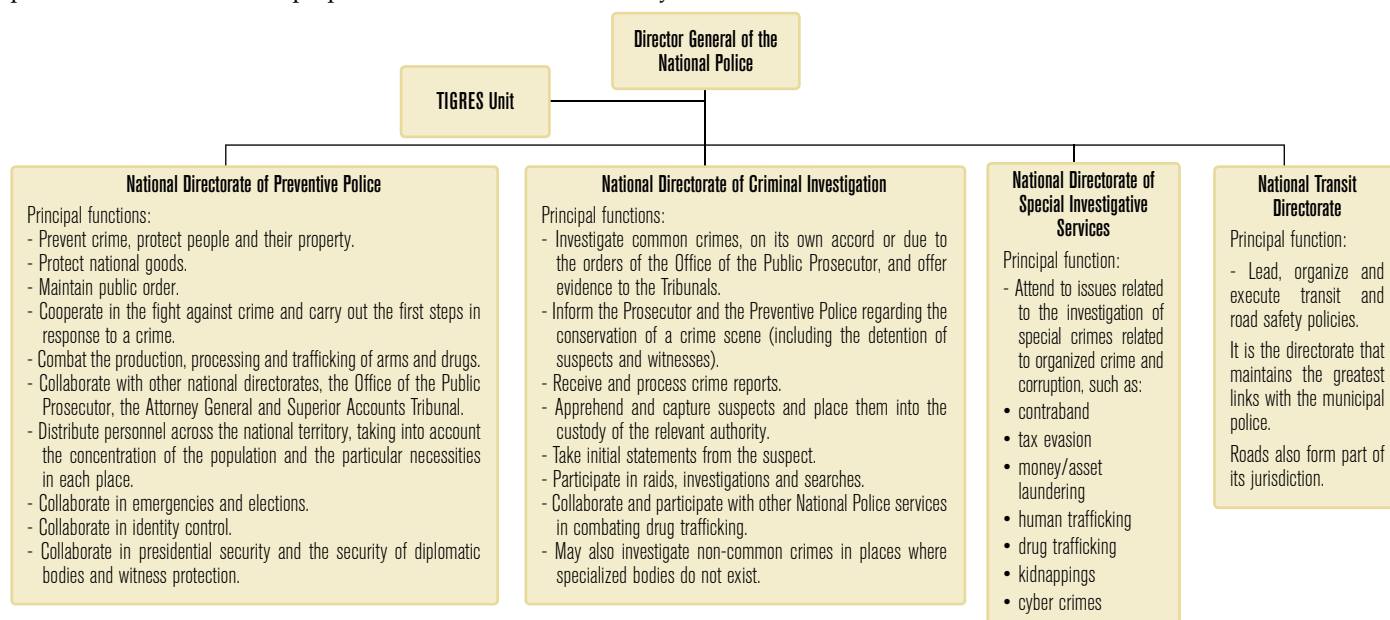 Director General of the
National Police
TIGRES Unit
National Directorate of Preventive Police
Principal functions:
- Prevent crime, protect people and their property.
- Protect national goods.
- Maintain public order.
- Cooperate in the fight against crime and carry out the first steps in
response to a crime.
- Combat the production, processing and trafficking of arms and drugs.
- Collaborate with other national directorates, the Office of the Public
Prosecutor, the Attorney General and Superior Accounts Tribunal.
- Distribute personnel across the national territory, taking into account
the concentration of the population and the particular necessities
in each place.
- Collaborate in emergencies and elections.
- Collaborate in identity control.
- Collaborate in presidential security and the security of diplomatic
bodies and witness protection.
National Directorate of Criminal Investigation
Principal functions:
- Investigate common crimes, on its own accord or due to
the orders of the Office of the Public Prosecutor, and offer
evidence to the Tribunals.
- Inform the Prosecutor and the Preventive Police regarding the
conservation of a crime scene (including the detention of
suspects and witnesses).
- Receive and process crime reports.
- Apprehend and capture suspects and place them into the
custody of the relevant authority.
- Take initial statements from the suspect.
- Participate in raids, investigations and searches.
- Collaborate and participate with other National Police services
in combating drug trafficking.
- May also investigate non-common crimes in places where
specialized bodies do not exist.
National Directorate of
Special Investigative
Services
Principal function:
- Attend to issues related
to the investigation of
special crimes related
to organized crime and
corruption, such as:
• contraband
• tax evasion
• money/asset
laundering
• human trafficking
• drug trafficking
• kidnappings
• cyber crimes
National Transit
Directorate
Principal function:
- Lead, organize and
execute transit and
road safety policies.
It is the directorate that
maintains the greatest
links with the municipal
police.
Roads also form part of
its jurisdiction.